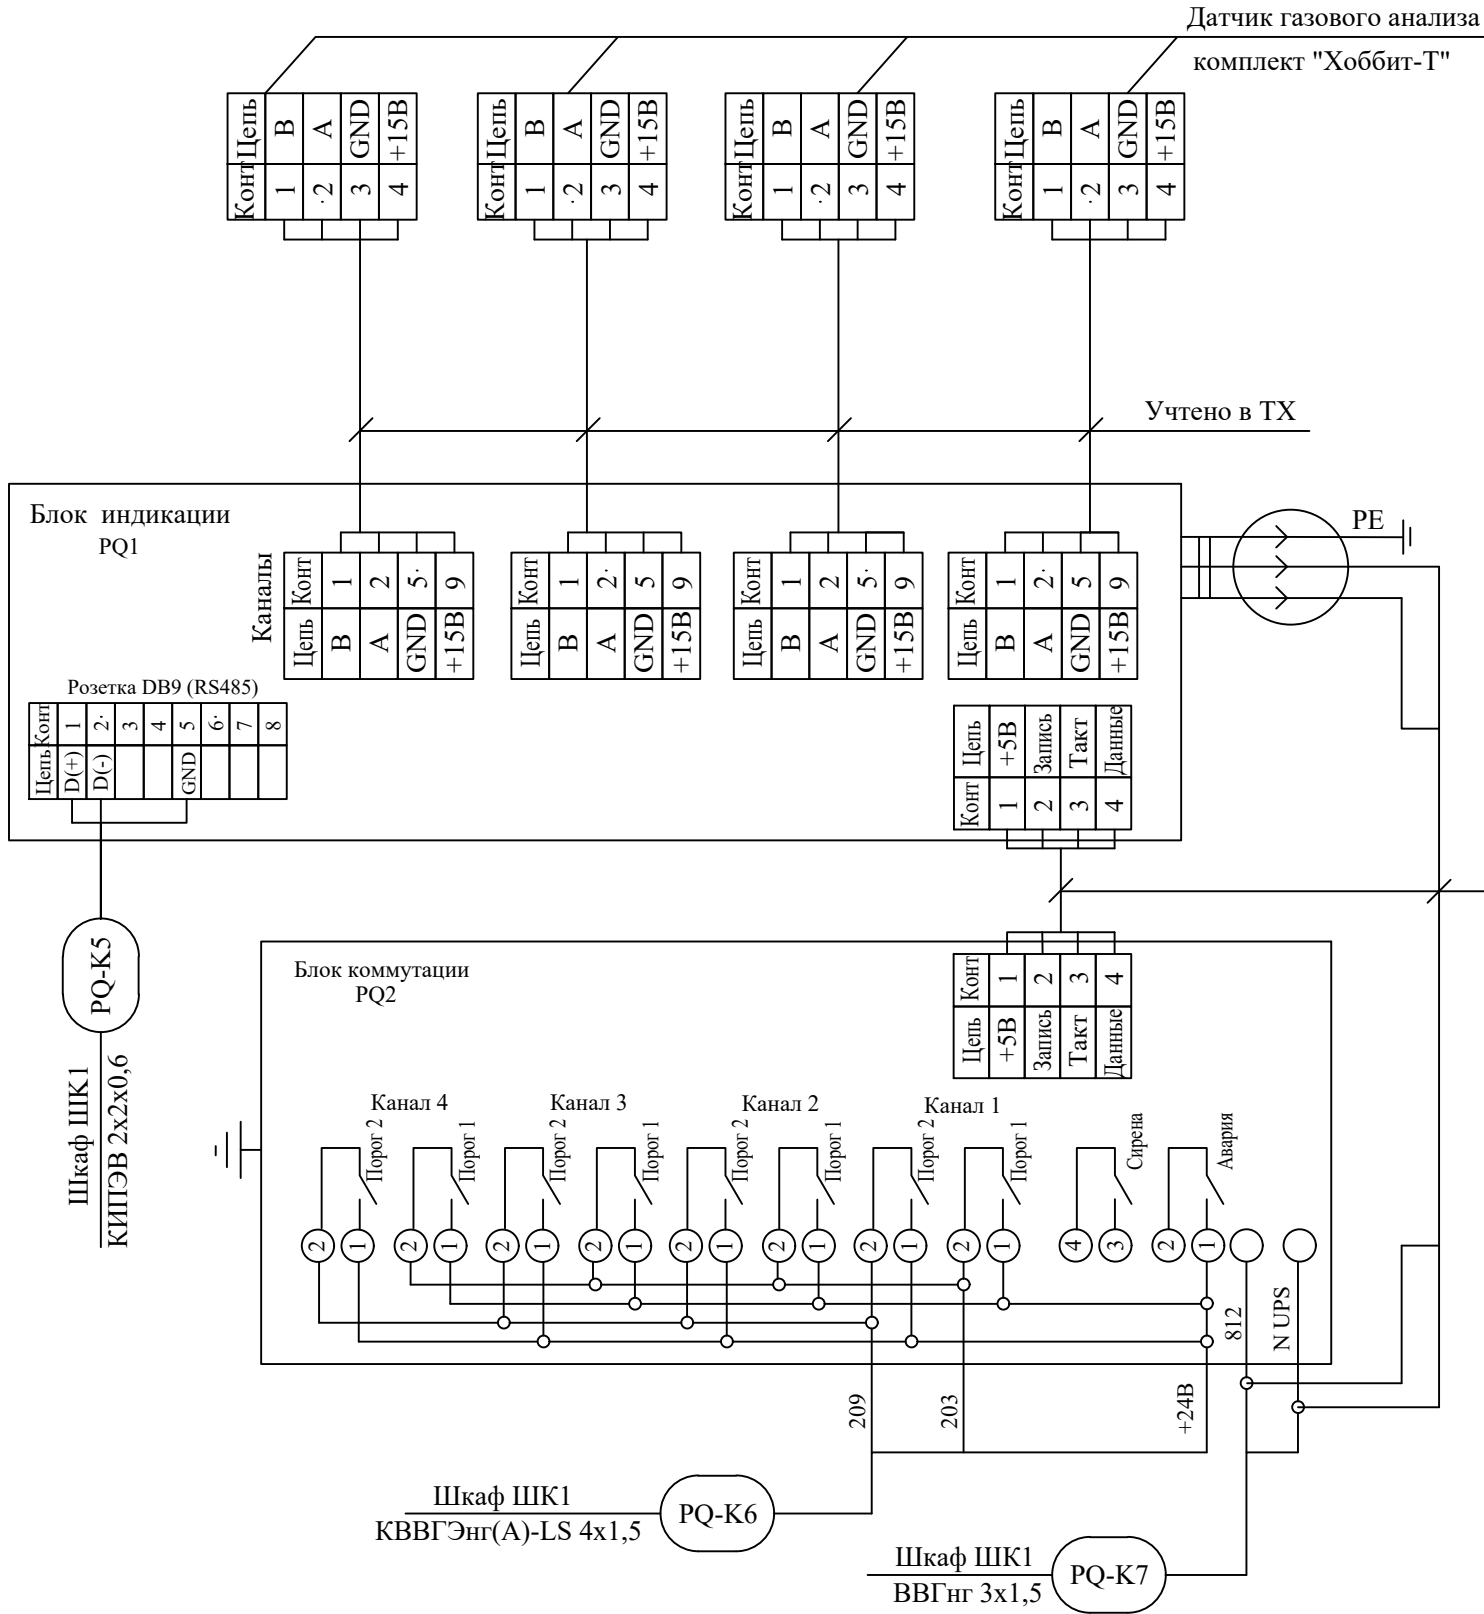 Датчик газового анализа
комплект "Хоббит-Т"
Конт Цепь
1 B
·2 A
3 GND
4 +15В
Конт Цепь
1 B
·2 A
3 GND
4 +15В
Конт Цепь
1 B
·2 A
3 GND
4 +15В
Конт Цепь
1 B
·2 A
3 GND
4 +15В
Учтено в ТХ
Блок индикации
PQ1
PE
Каналы
Цепь Конт
B 1
A 2
GND 5·
+15В 9
Цепь Конт
B 1
A 2·
GND 5
+15В 9
Цепь Конт
B 1
A 2
GND 5·
+15В 9
Цепь Конт
B 1
A 2·
GND 5
+15В 9
Розетка DB9 (RS485)
Цепь Конт
D(+) 1
D(-) 2·
3
4
GND 5
6·
7
8
Конт Цепь
1 +5В
2 Запись
3 Такт
4 Данные
PQ-K5
Шкаф ШК1
КИПЭВ 2х2х0,6
Блок коммутации
PQ2
Цепь Конт
+5В 1
Запись 2
Такт 3
Данные 4
Канал 4
Канал 3
Канал 2
Канал 1
Порог 2
Порог 1
Порог 2
Порог 1
Порог 2
Порог 1
Порог 2
Порог 1
Сирена
Авария
2 1 2 1 2 1 2 1 2 1 2 1 2 1 2 1 4 3 2 1
812
N UPS
209
203
+24В
Шкаф ШК1
КВВГЭнг(А)-LS 4х1,5
PQ-K6
Шкаф ШК1
ВВГнг 3х1,5
PQ-K7